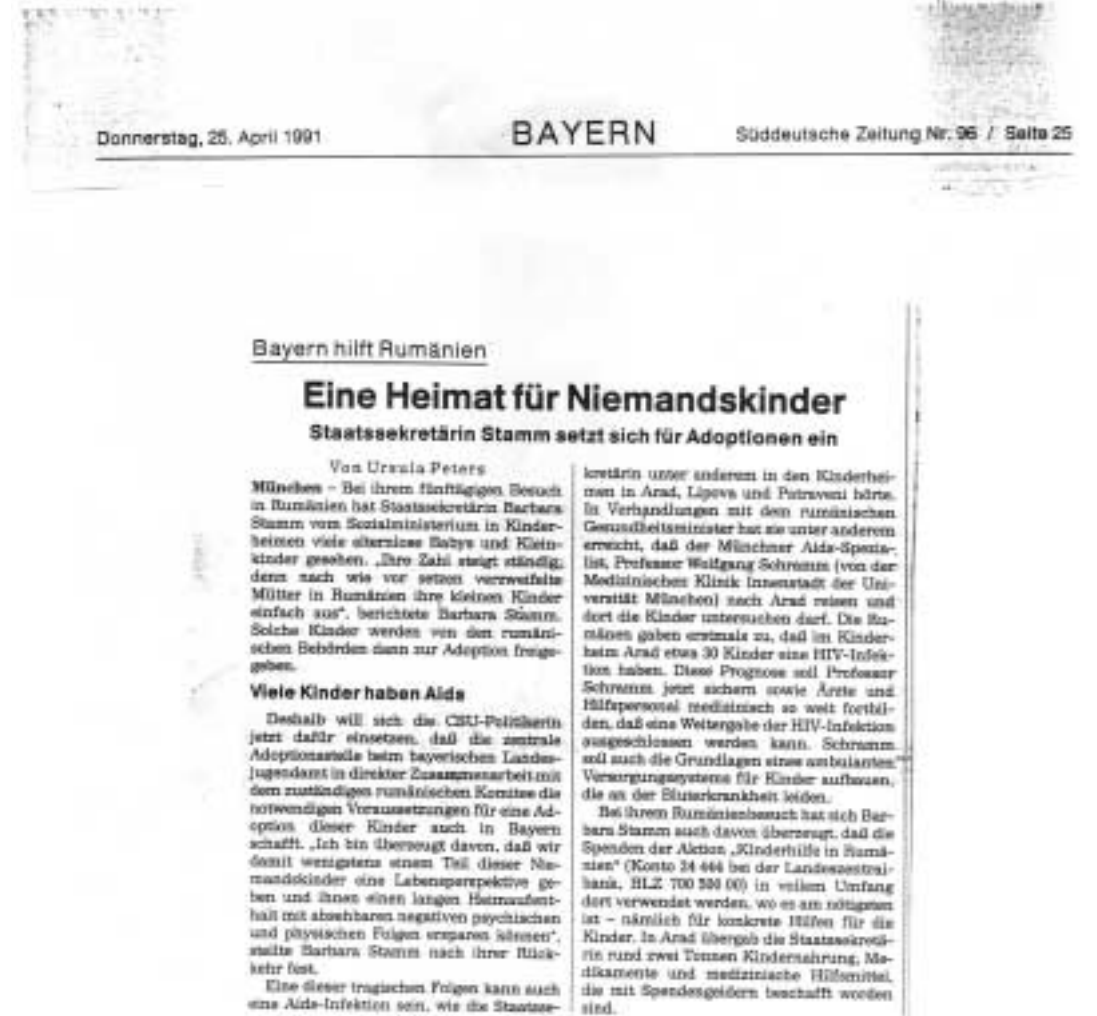 Donnerstag, 25. April 1991
BAYERN
Süddeutsche Zeitung Nr. 96 / Seite 25
Bayern hilft Rumänien
Eine Heimat für Niemandskinder
Staatssekretärin Stamm setzt sich für Adoptionen ein
Von Ursula Peters
München – Bei ihrem fünftägigen Besuch
in Rumänien hat Staatssekretärin Barbara
Stamm vom Sozialministerium in Kinder-
heimen viele elternlose Babys und Klein-
kinder gesehen. „Ihre Zahl steigt ständig,
denn nach wie vor setzen verzweifelte
Mütter in Rumänien ihre kleinen Kinder
einfach aus“, berichtete Barbara Stamm.
Solche Kinder werden von den rumäni-
schen Behörden dann zur Adoption freige-
geben.
Viele Kinder haben Aids
Deshalb will sich die CSU-Politikerin
jetzt dafür einsetzen, daß die zentrale
Adoptionsstelle beim bayerischen Landes-
jugendamt in direkter Zusammenarbeit mit
dem zuständigen rumänischen Komitee die
notwendigen Voraussetzungen für eine Ad-
option dieser Kinder auch in Bayern
schafft. „Ich bin überzeugt davon, daß wir
damit wenigstens einem Teil dieser Nie-
mandskinder eine Lebensperspektive ge-
ben und ihnen einen langen Heimaufent-
halt mit absehbaren negativen psychischen
und physischen Folgen ersparen können“,
stellte Barbara Stamm nach ihrer Rück-
kehr fest.
Eine dieser tragischen Folgen kann auch
eine Aids-Infektion sein, wie die Staatsse-
kretärin unter anderem in den Kinderhei-
men in Arad, Lipova und Petraveni hörte.
In Verhandlungen mit dem rumänischen
Gesundheitsminister hat sie unter anderem
erreicht, daß der Münchner Aids-Spezia-
list, Professor Wolfgang Schramm (von der
Medizinischen Klinik Innenstadt der Uni-
versität München) nach Arad reisen und
dort die Kinder untersuchen darf. Die Ru-
mänen gaben erstmals zu, daß im Kinder-
heim Arad etwa 30 Kinder eine HIV-Infek-
tion haben. Diese Prognose soll Professor
Schramm jetzt sichern sowie Ärzte und
Hilfspersonal medizinisch so weit fortbil-
den, daß eine Weitergabe der HIV-Infektion
ausgeschlossen werden kann. Schramm
soll auch die Grundlagen eines ambulanten
Versorgungssystems für Kinder aufbauen,
die an der Bluterkrankheit leiden.
Bei ihrem Rumänienbesuch hat sich Bar-
bara Stamm auch davon überzeugt, daß die
Spenden der Aktion „Kinderhilfe in Rumä-
nien“ (Konto 24 444 bei der Landeszentral-
bank, BLZ 700 500 00) in vollem Umfang
dort verwendet werden, wo es am nötigsten
ist – nämlich für konkrete Hilfen für die
Kinder. In Arad übergab die Staatssekretä-
rin rund zwei Tonnen Kindernahrung, Me-
dikamente und medizinische Hilfsmittel,
die mit Spendengeldern beschafft worden
sind.